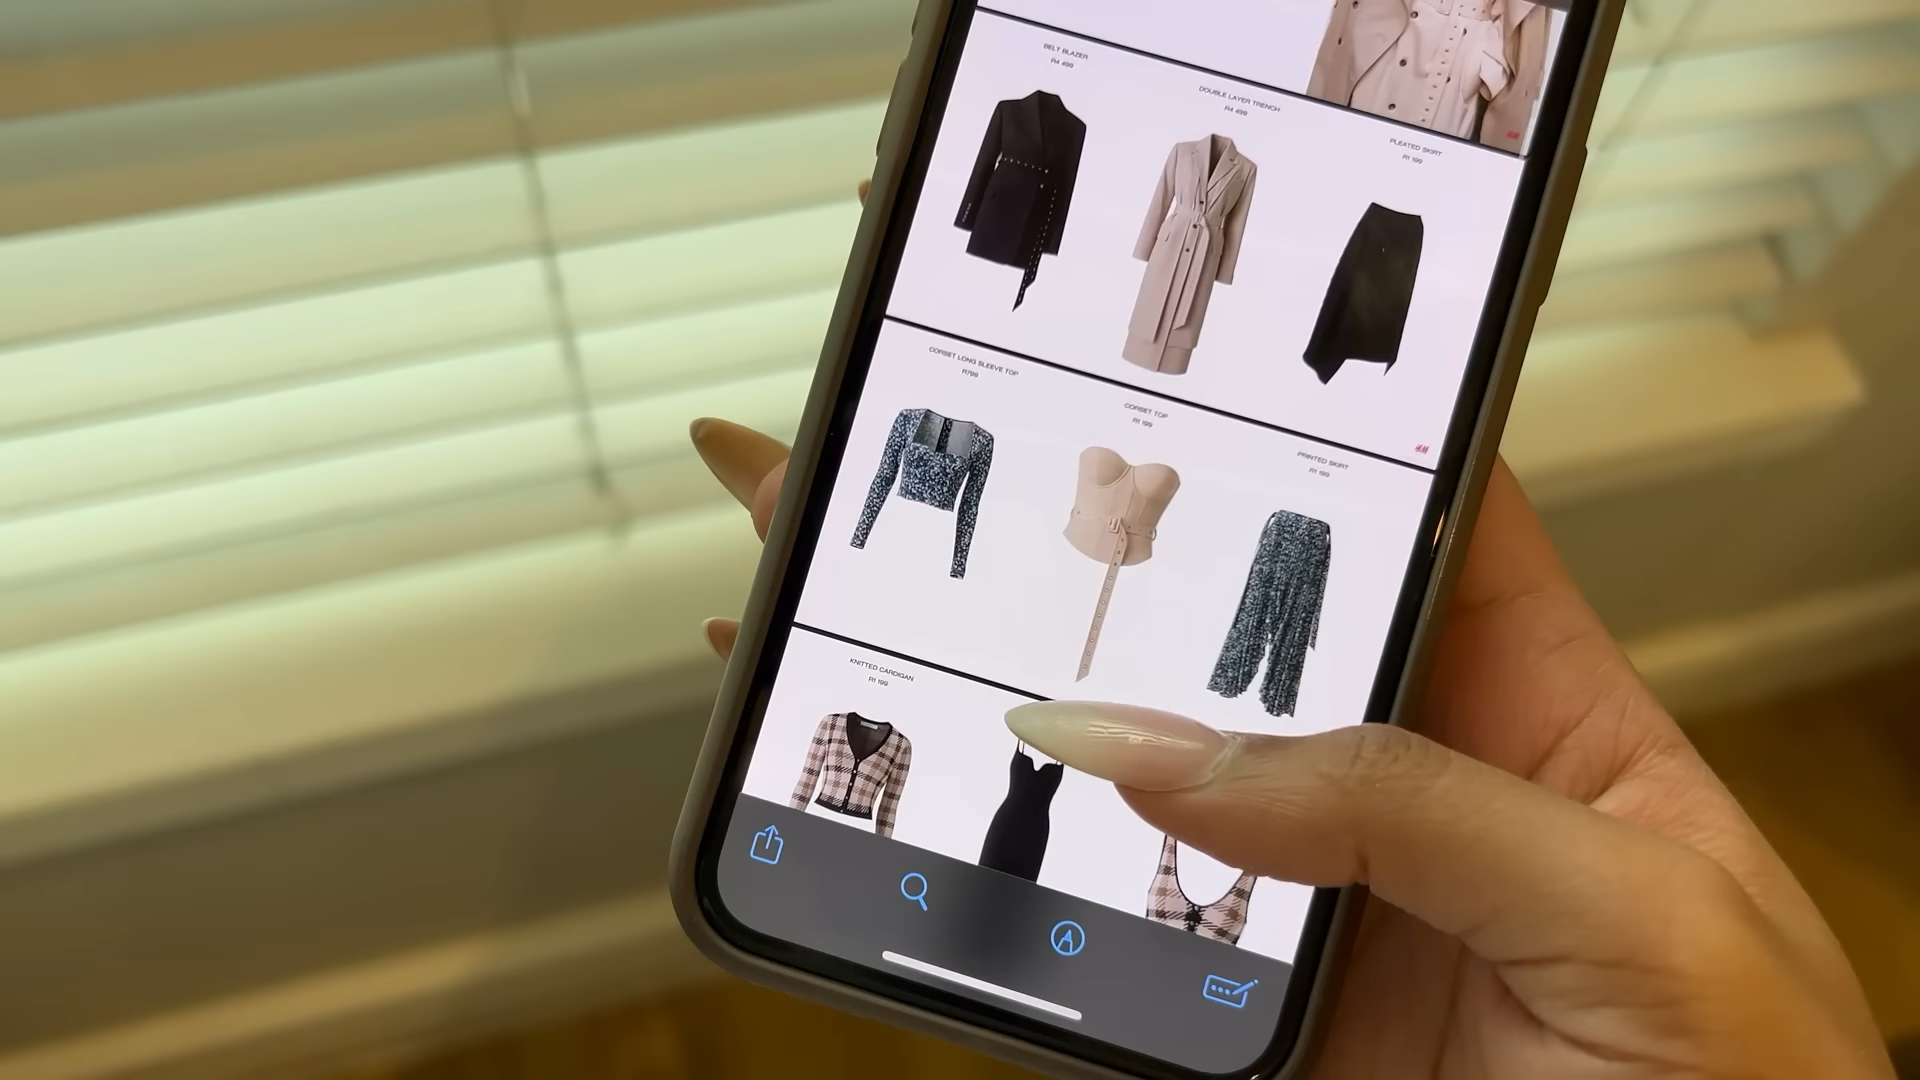 BELT BLAZER
R4 499
DOUBLE LAYER TRENCH
R4 499
PLEATED SKIRT
R1 199
H&M
CORSET LONG SLEEVE TOP
R799
CORSET TOP
R1 199
PRINTED SKIRT
R1 199
H&M
KNITTED CARDIGAN
R1 199